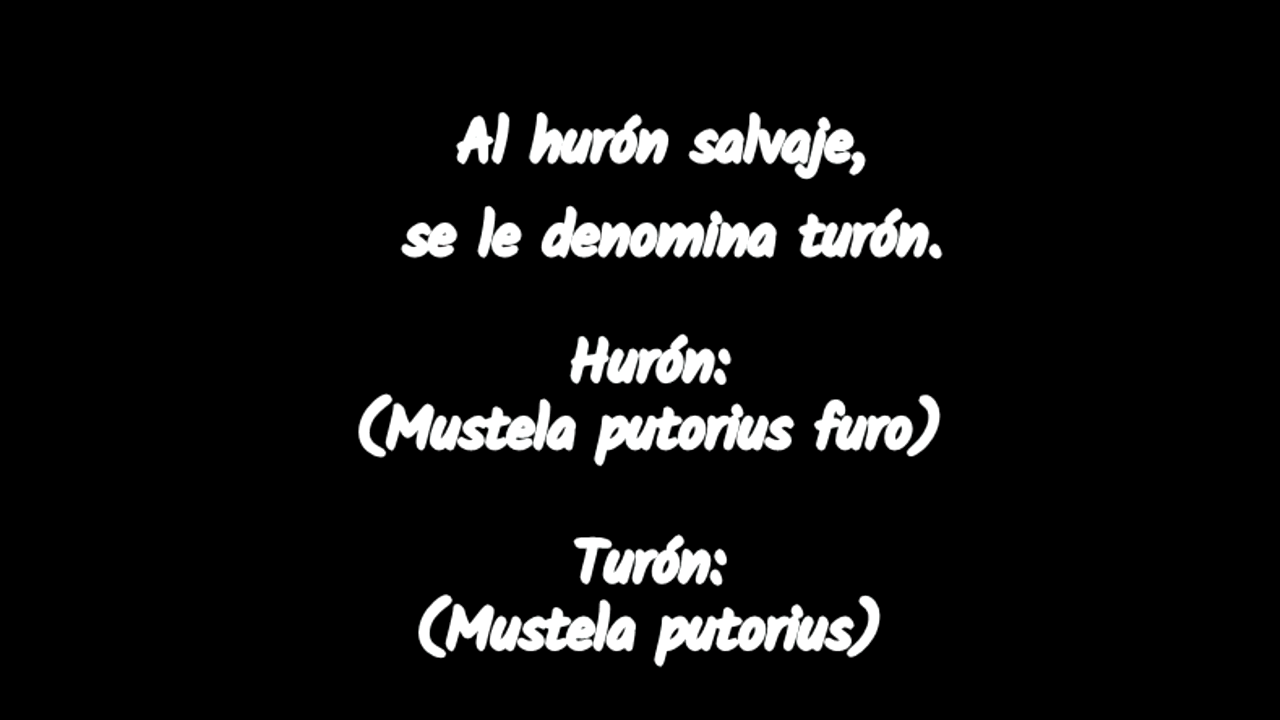 Al hurón salvaje,
se le denomina turón.
Hurón:
(Mustela putorius furo)
Turón:
(Mustela putorius)